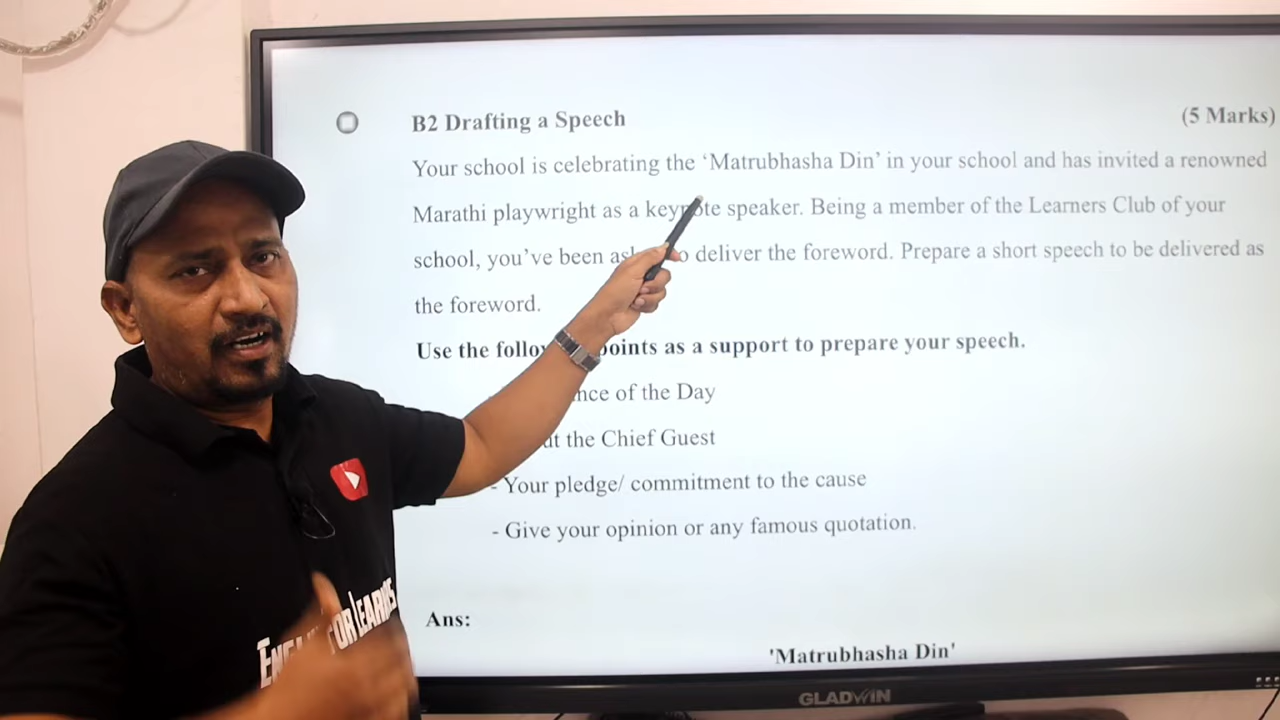 B2 Drafting a Speech (5 Marks)
Your school is celebrating the ‘Matrubhasha Din’ in your school and has invited a renowned
Marathi playwright as a keynote speaker. Being a member of the Learners Club of your
school, you’ve been to deliver the foreword. Prepare a short speech to be delivered as
the foreword.
Use the points as a support to prepare your speech.
of the Day
the Chief Guest
- Your pledge/ commitment to the cause
- Give your opinion or any famous quotation.
Ans:
'Matrubhasha Din'
GLADWIN